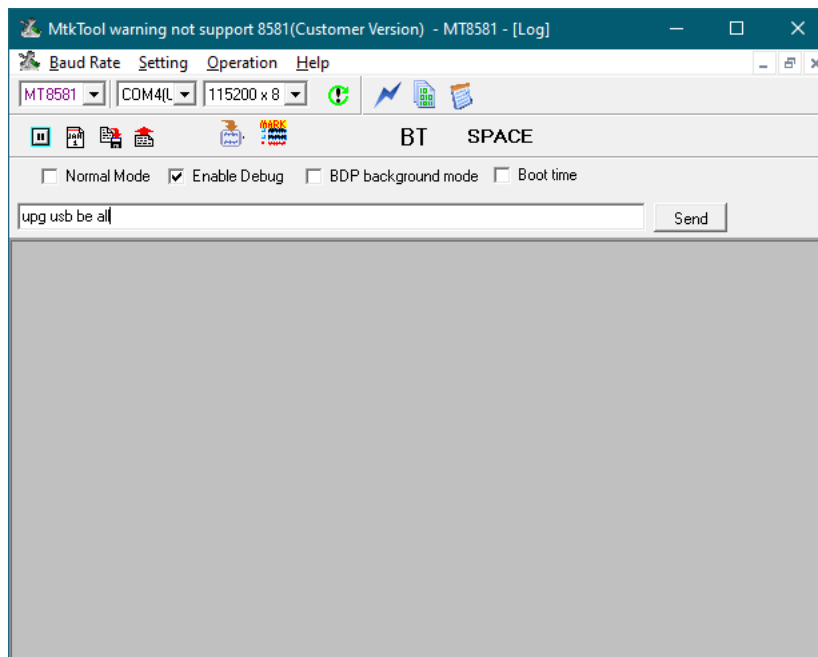 MtkTool warning not support 8581(Customer Version) - MT8581 - [Log]
Baud Rate Setting Operation Help
MT8581 COM4(L 115200 x 8
MARK BT SPACE
Normal Mode Enable Debug BDP background mode Boot time
upg usb be all Send